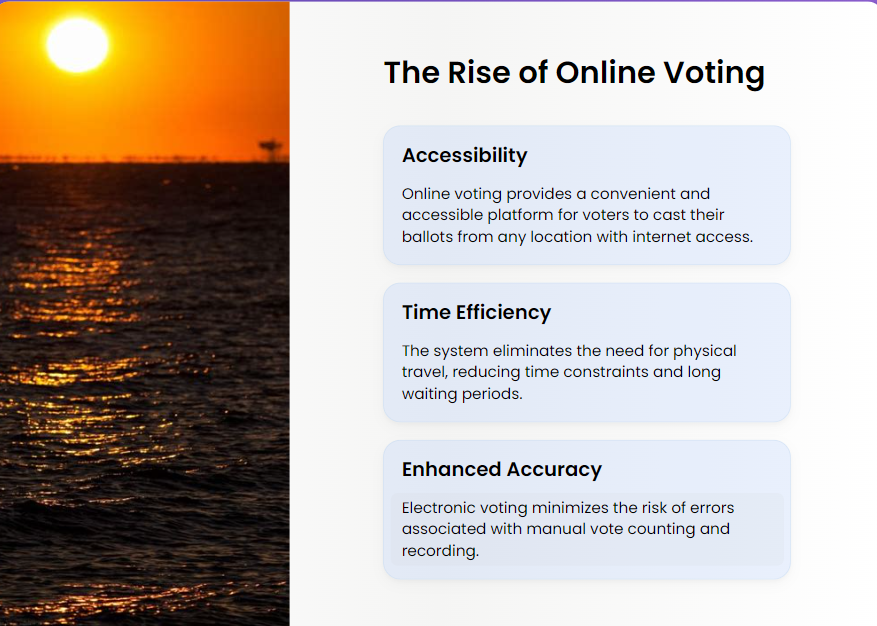 The Rise of Online Voting
Accessibility
Online voting provides a convenient and
accessible platform for voters to cast their
ballots from any location with internet access.
Time Efficiency
The system eliminates the need for physical
travel, reducing time constraints and long
waiting periods.
Enhanced Accuracy
Electronic voting minimizes the risk of errors
associated with manual vote counting and
recording.